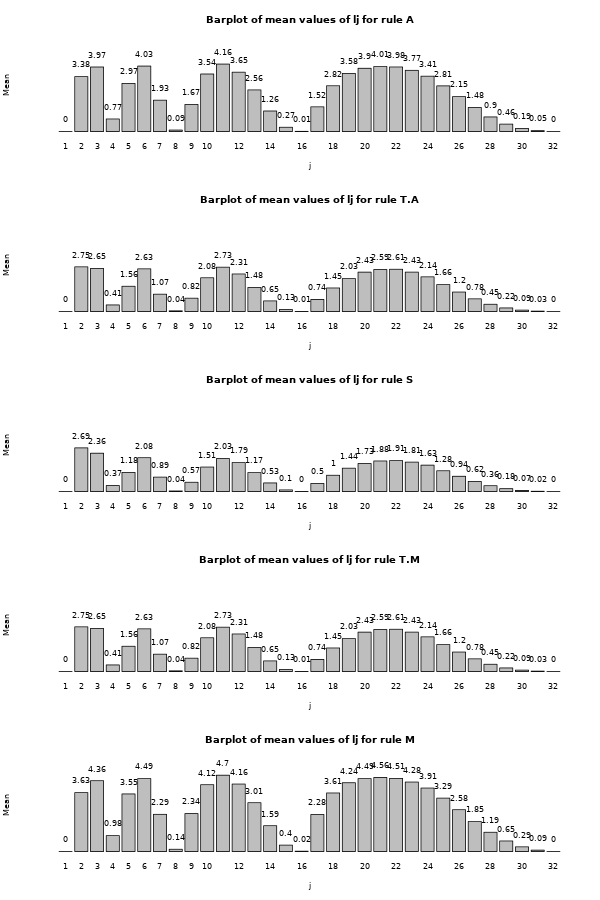 Barplot of mean values of lj for rule A
Mean
0 3.38 3.97 0.77 2.97 4.03 1.93 0.09 1.67 3.54 4.16 3.65 2.56 1.26 0.27 0.01 1.52 2.82 3.58 3.9 4.01 3.98 3.77 3.41 2.81 2.15 1.48 0.9 0.46 0.19 0.05 0
1 2 3 4 5 6 7 8 9 10 12 14 16 18 20 22 24 26 28 30 32
j
Barplot of mean values of lj for rule T.A
Mean
0 2.75 2.65 0.41 1.56 2.63 1.07 0.04 0.82 2.08 2.73 2.31 1.48 0.65 0.13 0.01 0.74 1.45 2.03 2.43 2.59 2.61 2.43 2.14 1.66 1.2 0.78 0.45 0.22 0.09 0.03 0
1 2 3 4 5 6 7 8 9 10 12 14 16 18 20 22 24 26 28 30 32
j
Barplot of mean values of lj for rule S
Mean
0 2.69 2.36 0.37 1.18 2.08 0.89 0.04 0.57 1.51 2.03 1.79 1.17 0.53 0.1 0 0.5 1 1.44 1.73 1.88 1.91 1.81 1.63 1.28 0.94 0.62 0.36 0.18 0.07 0.02 0
1 2 3 4 5 6 7 8 9 10 12 14 16 18 20 22 24 26 28 30 32
j
Barplot of mean values of lj for rule T.M
Mean
0 2.75 2.65 0.41 1.56 2.63 1.07 0.04 0.82 2.08 2.73 2.31 1.48 0.65 0.13 0.01 0.74 1.45 2.03 2.43 2.59 2.61 2.43 2.14 1.66 1.2 0.78 0.45 0.22 0.09 0.03 0
1 2 3 4 5 6 7 8 9 10 12 14 16 18 20 22 24 26 28 30 32
j
Barplot of mean values of lj for rule M
Mean
0 3.63 4.36 0.98 3.55 4.49 2.29 0.14 2.34 4.12 4.7 4.16 3.01 1.59 0.4 0.02 2.28 3.61 4.24 4.49 4.56 4.51 4.28 3.91 3.29 2.58 1.85 1.19 0.65 0.29 0.09 0
1 2 3 4 5 6 7 8 9 10 12 14 16 18 20 22 24 26 28 30 32
j